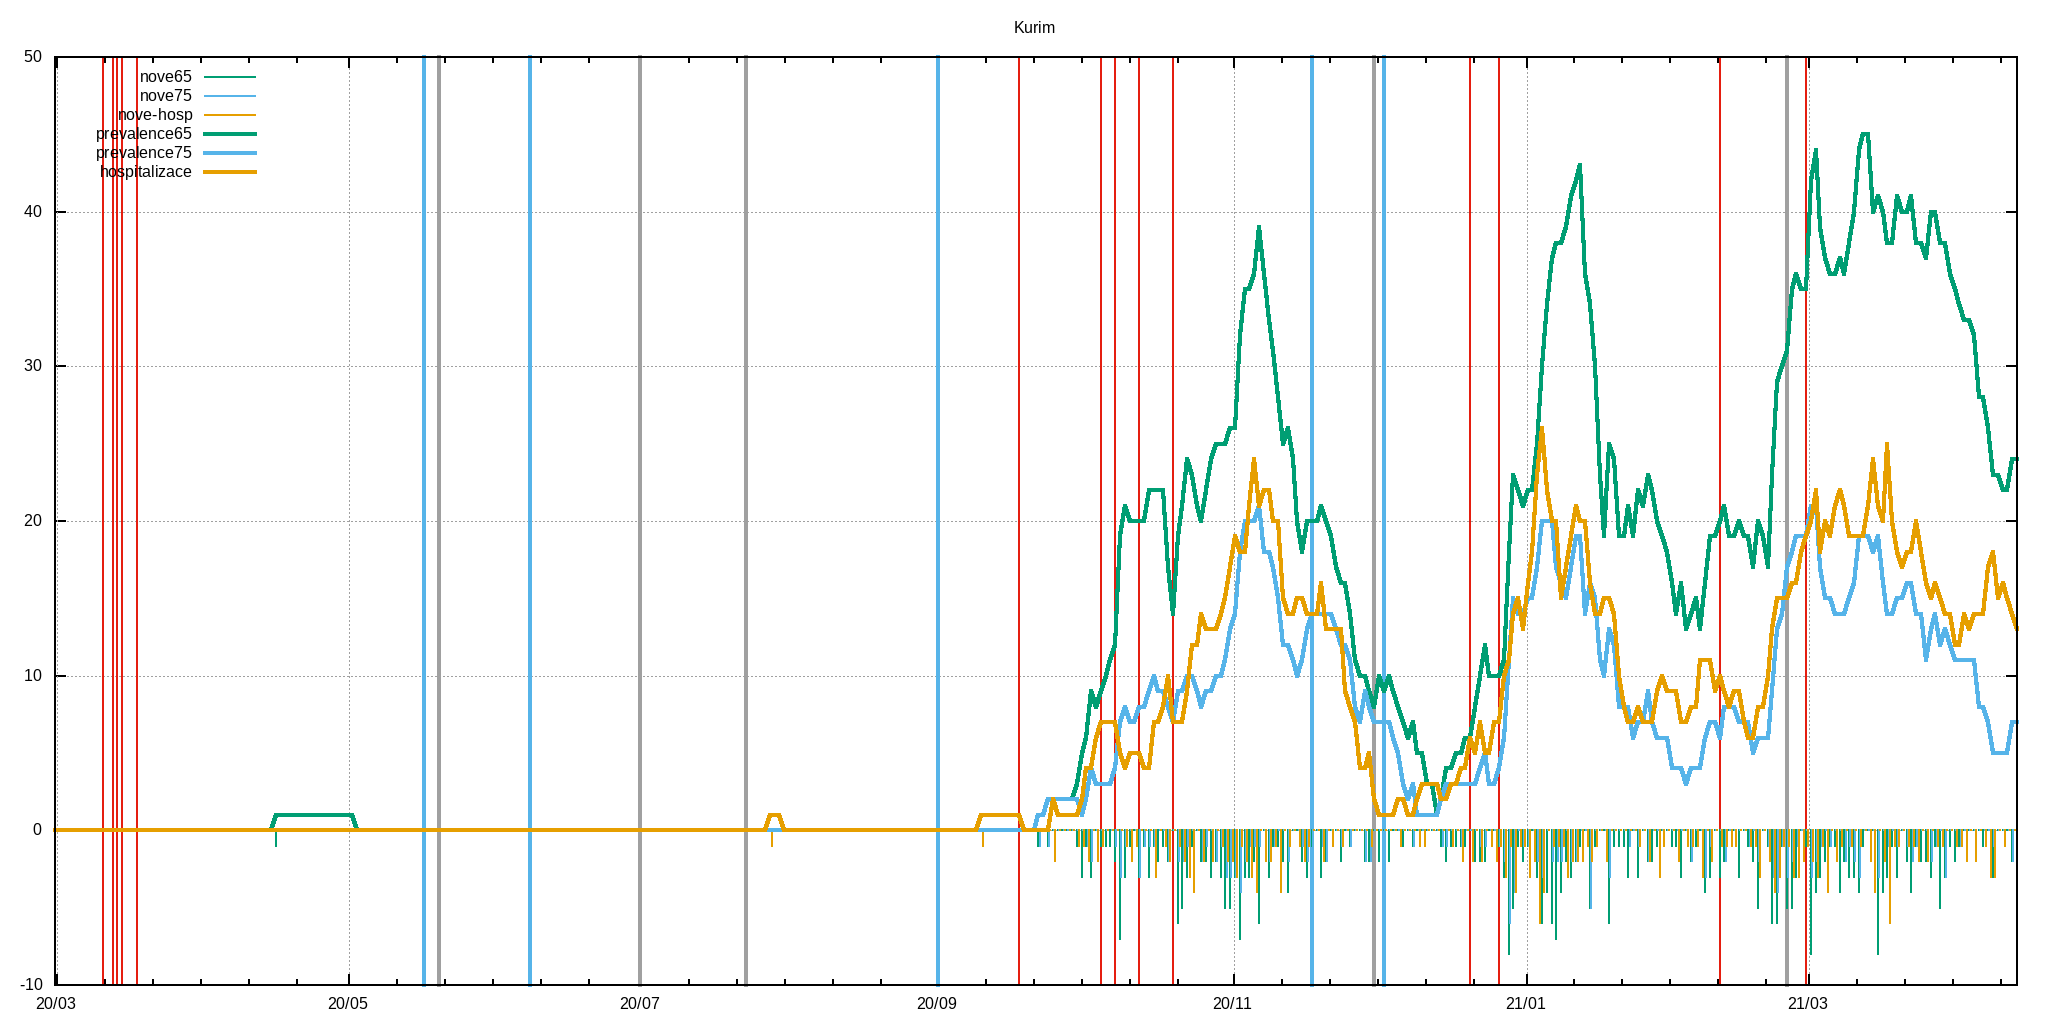 Kurim
50
nove65
nove75
nove-hosp
prevalence65
prevalence75
hospitalizace
40
30
20
10
0
-10
20/03 20/05 20/07 20/09 20/11 21/01 21/03